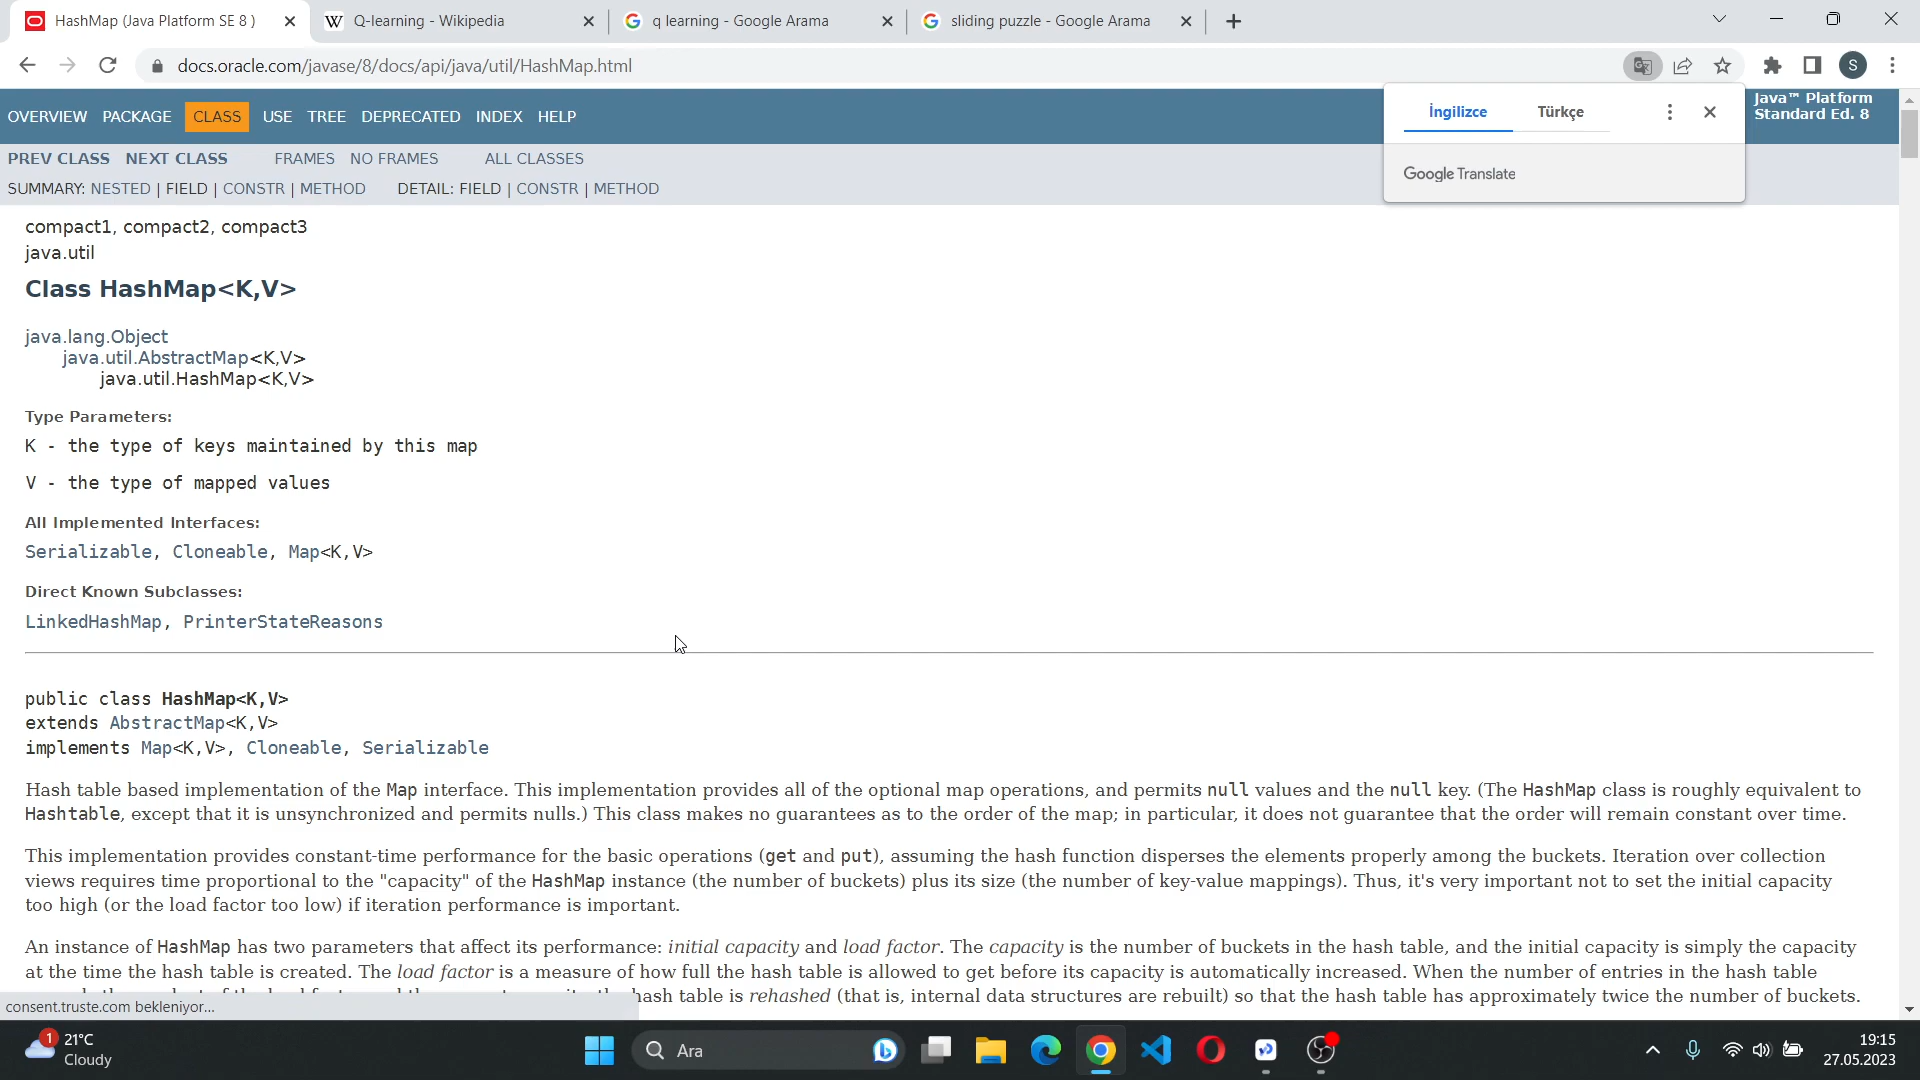 HashMap (Java Platform SE 8 )
Q-learning - Wikipedia
q learning - Google Arama
sliding puzzle - Google Arama
docs.oracle.com/javase/8/docs/api/java/util/HashMap.html
S
OVERVIEW PACKAGE CLASS USE TREE DEPRECATED INDEX HELP
Java™ Platform
Standard Ed. 8
İngilizce Türkçe
Google Translate
PREV CLASS NEXT CLASS FRAMES NO FRAMES ALL CLASSES
SUMMARY: NESTED | FIELD | CONSTR | METHOD DETAIL: FIELD | CONSTR | METHOD
compact1, compact2, compact3
java.util
Class HashMap<K,V>
java.lang.Object
java.util.AbstractMap<K,V>
java.util.HashMap<K,V>
Type Parameters:
K - the type of keys maintained by this map
V - the type of mapped values
All Implemented Interfaces:
Serializable, Cloneable, Map<K,V>
Direct Known Subclasses:
LinkedHashMap, PrinterStateReasons
public class HashMap<K,V>
extends AbstractMap<K,V>
implements Map<K,V>, Cloneable, Serializable
Hash table based implementation of the Map interface. This implementation provides all of the optional map operations, and permits null values and the null key. (The HashMap class is roughly equivalent to
Hashtable, except that it is unsynchronized and permits nulls.) This class makes no guarantees as to the order of the map; in particular, it does not guarantee that the order will remain constant over time.
This implementation provides constant-time performance for the basic operations (get and put), assuming the hash function disperses the elements properly among the buckets. Iteration over collection
views requires time proportional to the "capacity" of the HashMap instance (the number of buckets) plus its size (the number of key-value mappings). Thus, it's very important not to set the initial capacity
too high (or the load factor too low) if iteration performance is important.
An instance of HashMap has two parameters that affect its performance: initial capacity and load factor. The capacity is the number of buckets in the hash table, and the initial capacity is simply the capacity
at the time the hash table is created. The load factor is a measure of how full the hash table is allowed to get before its capacity is automatically increased. When the number of entries in the hash table
hash table is rehashed (that is, internal data structures are rebuilt) so that the hash table has approximately twice the number of buckets.
consent.truste.com bekleniyor...
1
21°C
Cloudy
Ara
19:15
27.05.2023